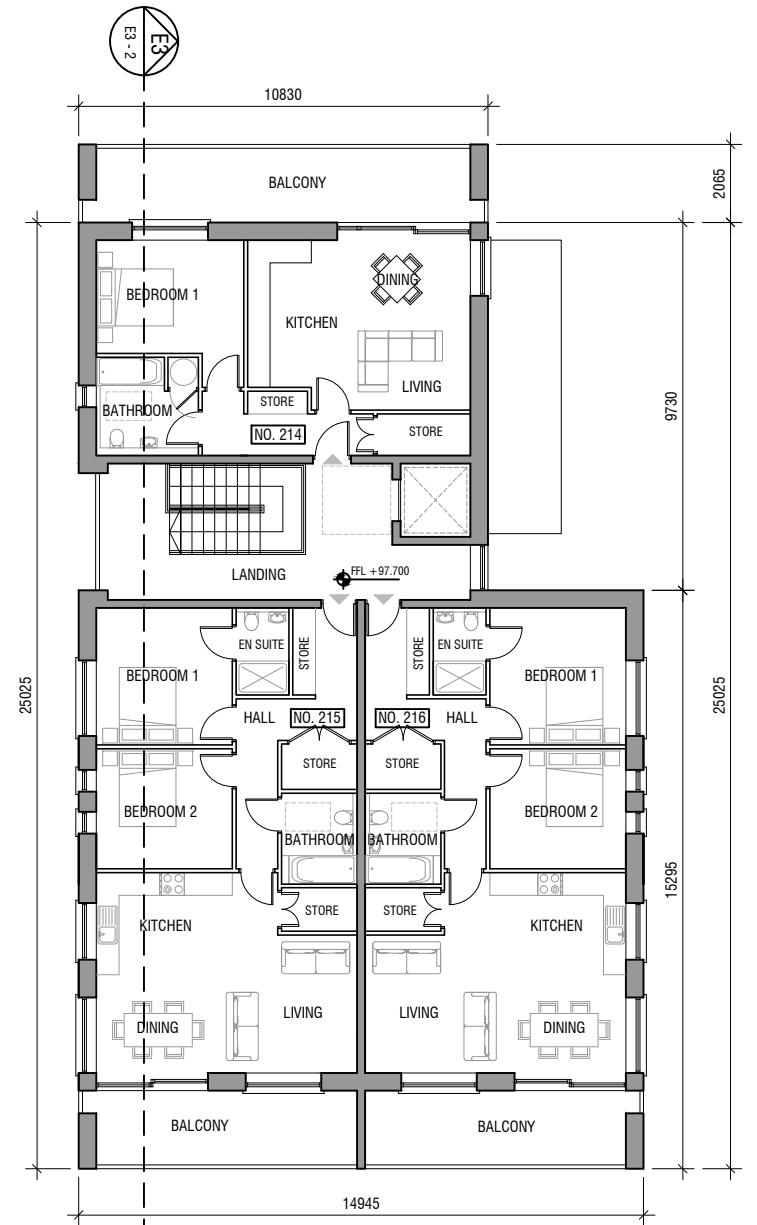 E3
E3 - 2
10830
2065
BALCONY
BEDROOM 1
DINING
KITCHEN
LIVING
9730
BATHROOM
STORE
NO. 214
STORE
LANDING
FFL +97.700
EN SUITE
STORE
STORE
EN SUITE
BEDROOM 1
BEDROOM 1
25025
25025
HALL
NO. 215
NO. 216
HALL
STORE
STORE
BEDROOM 2
BEDROOM 2
BATHROOM
BATHROOM
15295
STORE
STORE
KITCHEN
KITCHEN
LIVING
LIVING
DINING
DINING
BALCONY
BALCONY
14945